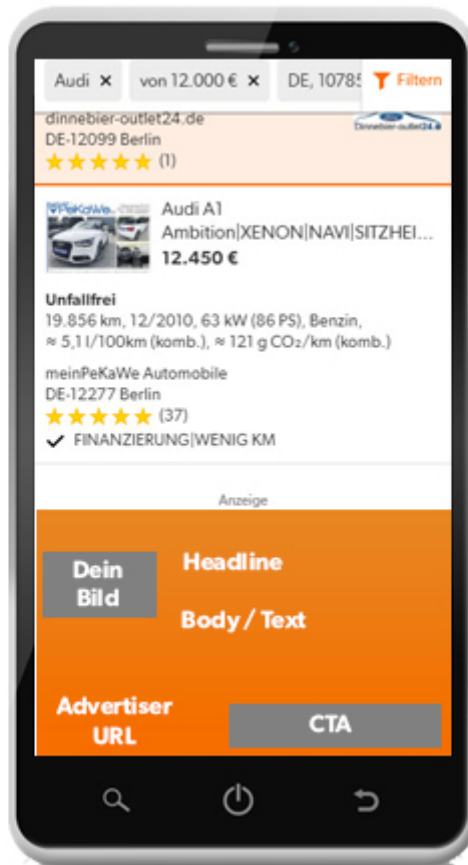 Audi × von 12.000 € × DE, 10785 Filtern
dinnebier-outlet24.de
Dinnebier-outlet24.de
DE-12099 Berlin
(1)
Audi A1
Ambition|XENON|NAVI|SITZHEI...
12.450 €
Unfallfrei
19.856 km, 12/2010, 63 kW (86 PS), Benzin,
≈ 5,1 l/100km (komb.), ≈ 121 g CO₂/km (komb.)
meinPeKaWe Automobile
DE-12277 Berlin
(37)
FINANZIERUNG|WENIG KM
Anzeige
Dein
Bild
Headline
Body / Text
Advertiser
URL
CTA